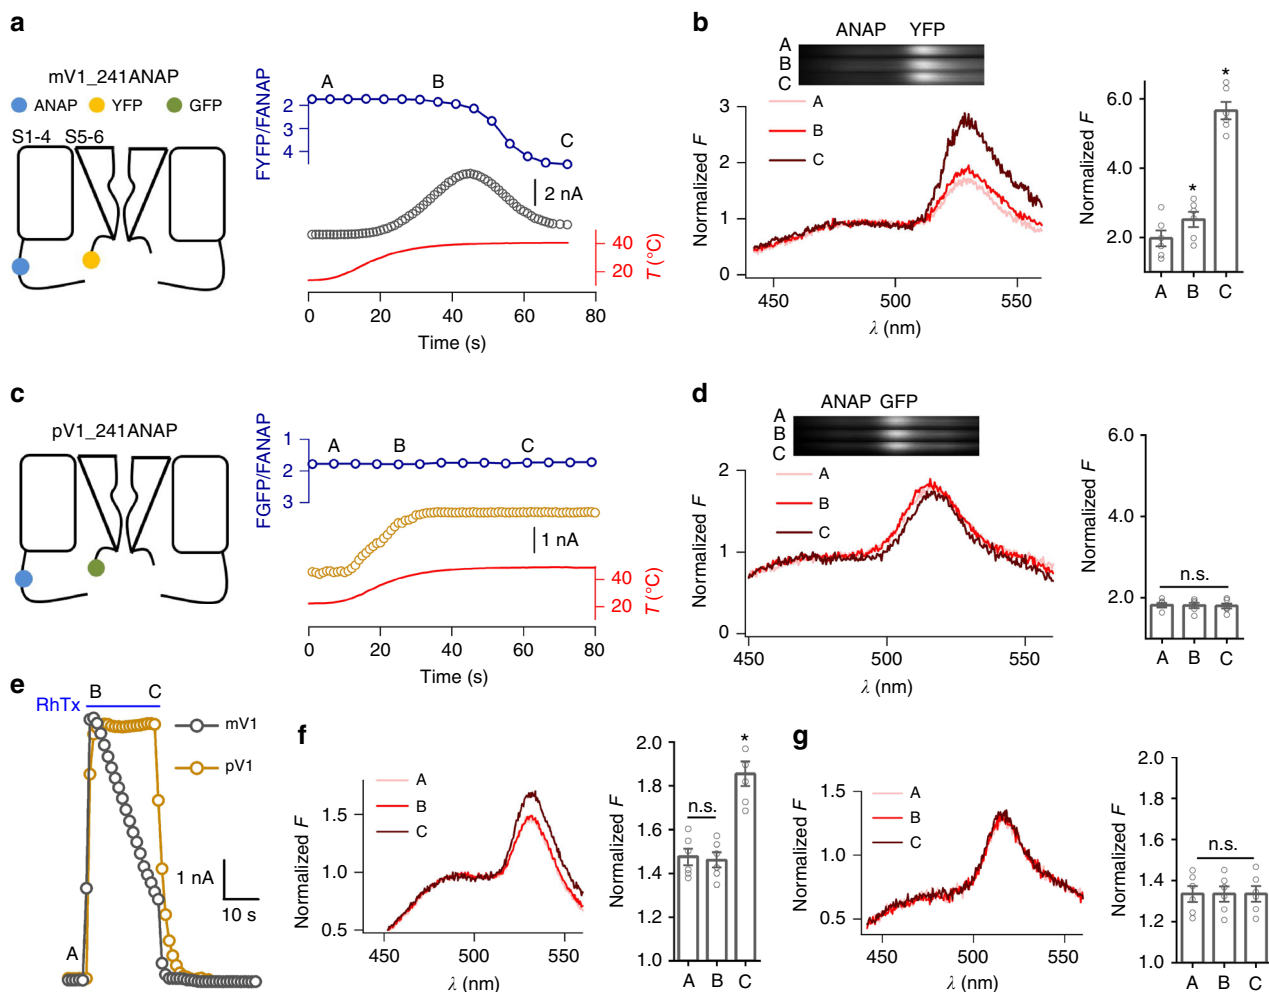 a
mV1_241ANAP
ANAP YFP GFP
S1-4 S5-6
FYFP/FANAP
2
3
4
A B C
2 nA
40
20
T (°C)
0 20 40 60 80
Time (s)
b
ANAP YFP
A
B
C
Normalized F
3
2
1
0
A
B
C
450 500 550
λ (nm)
Normalized F
6.0
4.0
2.0
* *
A B C
c
pV1_241ANAP
FGFP/FANAP
1
2
3
A B C
1 nA
40
20
T (°C)
0 20 40 60 80
Time (s)
d
ANAP GFP
A
B
C
Normalized F
2
1
0
A
B
C
450 500 550
λ (nm)
Normalized F
6.0
4.0
2.0
n.s.
A B C
e
RhTx
B C
mV1
pV1
A
1 nA
10 s
f
Normalized F
1.5
1.0
0.5
A
B
C
450 500 550
λ (nm)
Normalized F
2.0
1.8
1.6
1.4
1.2
1.0
n.s.
*
A B C
g
Normalized F
1.5
1.0
0.5
A
B
C
450 500 550
λ (nm)
Normalized F
2.0
1.8
1.6
1.4
1.2
1.0
n.s.
A B C